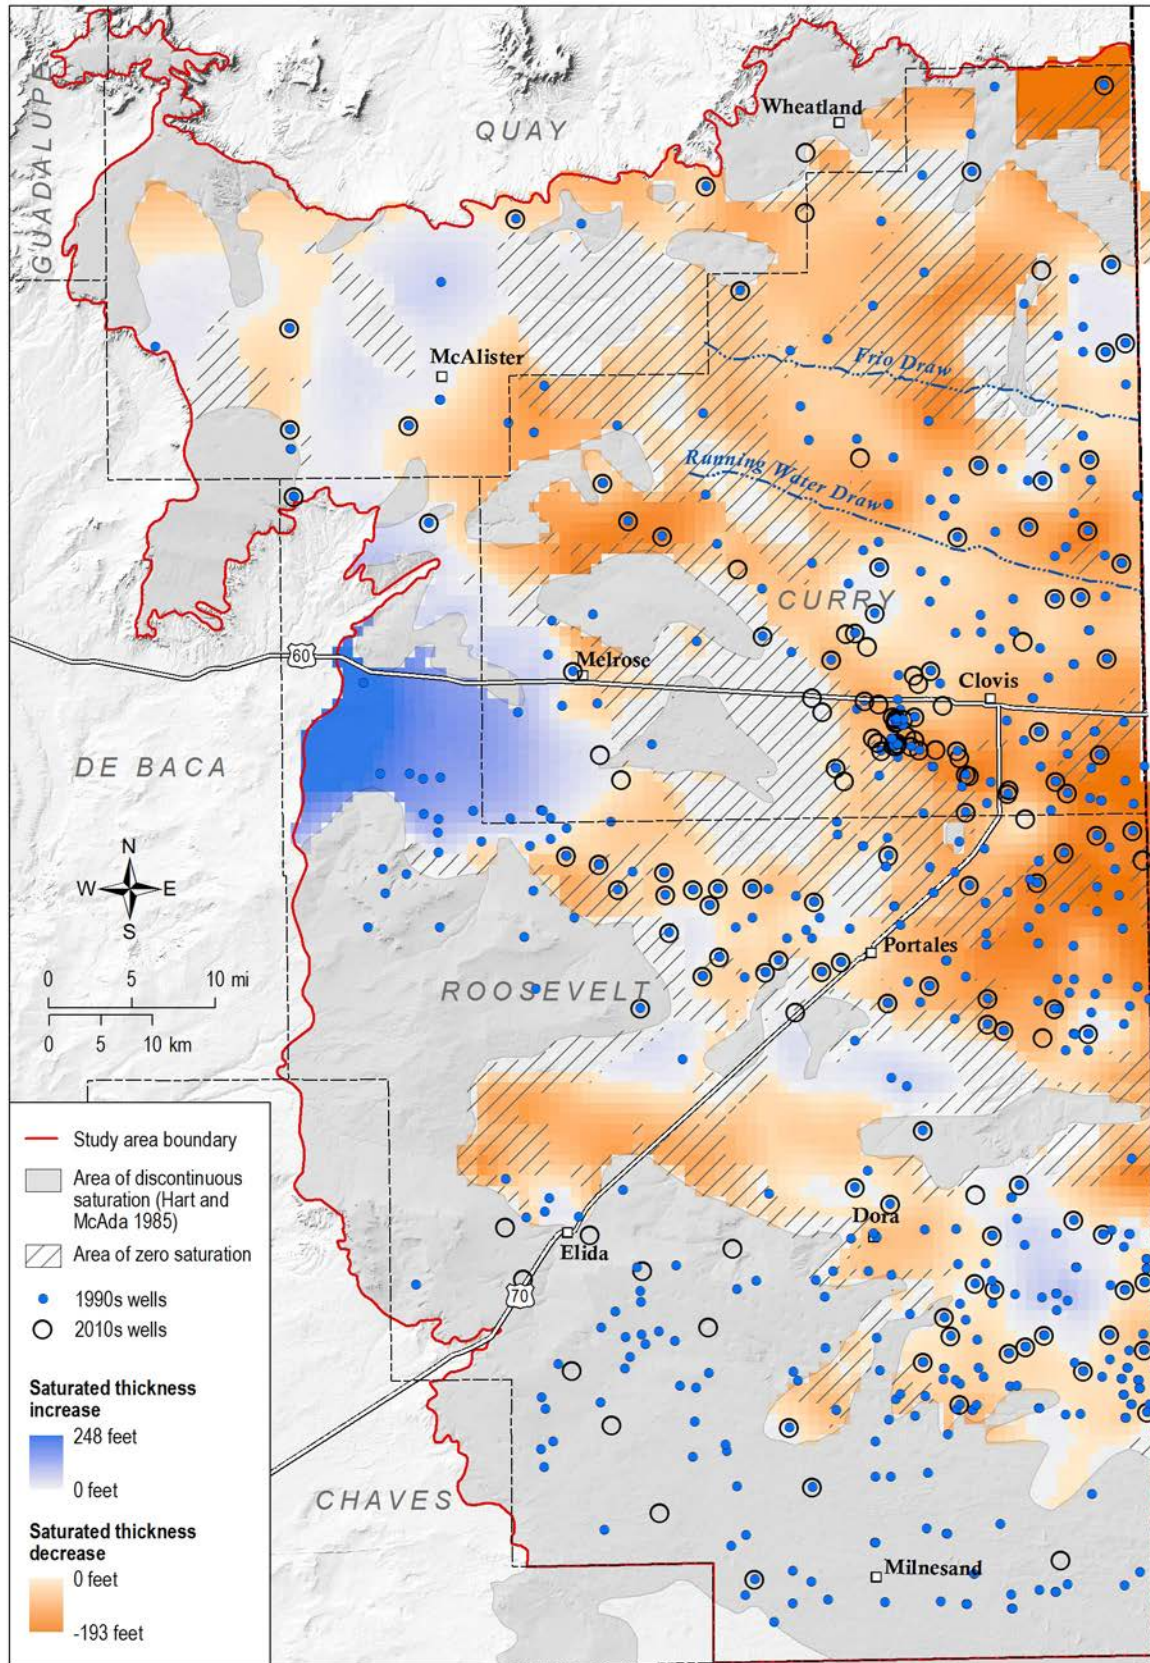 Wheatland
QUAY
GUADALUPE
McAlister
Frio Draw
Running Water Draw
CURRY
60
Melrose
Clovis
DE BACA
N
W
E
S
0 5 10 mi
0 5 10 km
Portales
ROOSEVELT
Dora
Elida
70
CHAVES
Milnesand
Study area boundary
Area of discontinuous
saturation (Hart and
McAda 1985)
Area of zero saturation
1990s wells
2010s wells
Saturated thickness
increase
248 feet
0 feet
Saturated thickness
decrease
0 feet
-193 feet